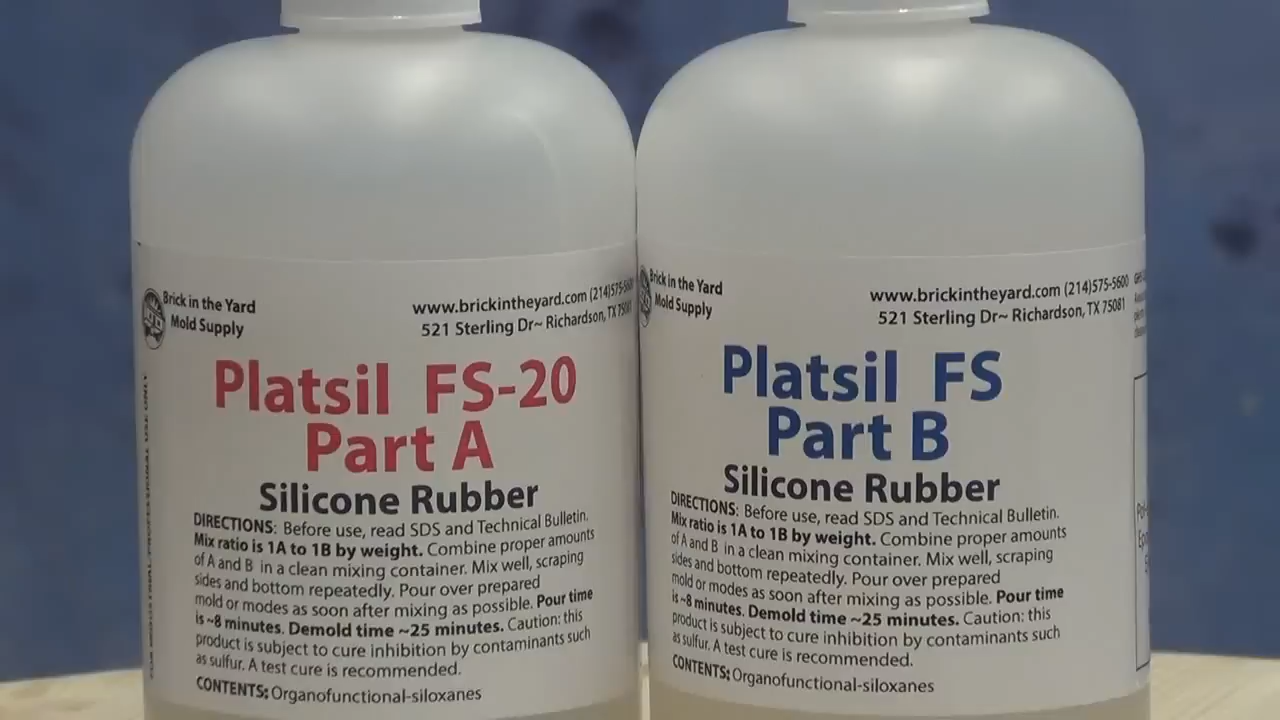 Brick in the Yard
Mold Supply
www.brickintheyard.com (214)575-5600
521 Sterling Dr~ Richardson, TX 75081
Platsil FS-20
Part A
Silicone Rubber
DIRECTIONS: Before use, read SDS and Technical Bulletin.
Mix ratio is 1A to 1B by weight. Combine proper amounts
of A and B in a clean mixing container. Mix well, scraping
sides and bottom repeatedly. Pour over prepared
mold or modes as soon after mixing as possible. Pour time
is ~8 minutes. Demold time ~25 minutes. Caution: this
product is subject to cure inhibition by contaminants such
as sulfur. A test cure is recommended.
CONTENTS: Organofunctional-siloxanes
Brick in the Yard
Mold Supply
www.brickintheyard.com (214)575-5600
521 Sterling Dr~ Richardson, TX 75081
Platsil FS
Part B
Silicone Rubber
DIRECTIONS: Before use, read SDS and Technical Bulletin.
Mix ratio is 1A to 1B by weight. Combine proper amounts
of A and B in a clean mixing container. Mix well, scraping
sides and bottom repeatedly. Pour over prepared
mold or modes as soon after mixing as possible. Pour time
is ~8 minutes. Demold time ~25 minutes. Caution: this
product is subject to cure inhibition by contaminants such
as sulfur. A test cure is recommended.
CONTENTS: Organofunctional-siloxanes